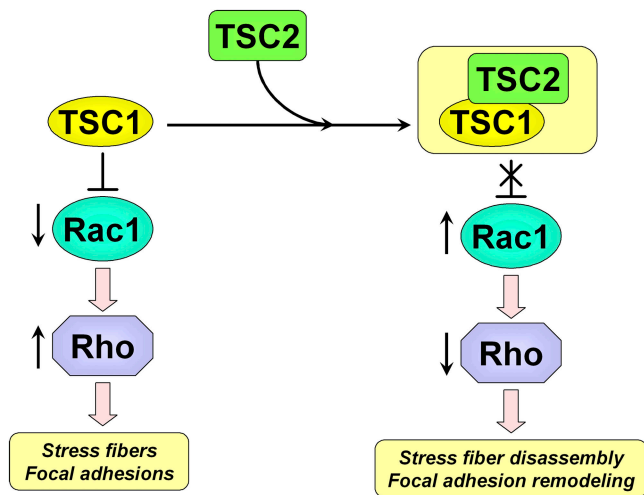 TSC2
TSC2
TSC1
TSC1
Rac1
Rac1
Rho
Rho
Stress fibers
Focal adhesions
Stress fiber disassembly
Focal adhesion remodeling